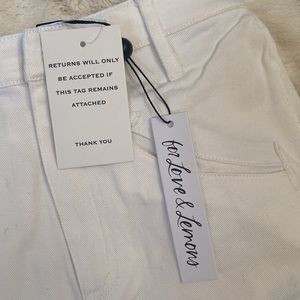 RETURNS WILL ONLY
BE ACCEPTED IF
THIS TAG REMAINS
ATTACHED
THANK YOU
for Love & Lemons